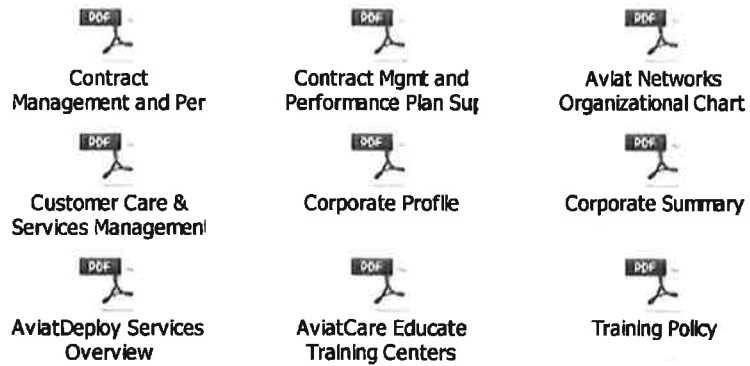 PDF PDF PDF
Contract Contract Mgmt and Aviat Networks
Management and Per Performance Plan Sup Organizational Chart
PDF PDF PDF
Customer Care & Corporate Profile Corporate Summary
Services Management
PDF PDF PDF
AviatDeploy Services AviatCare Educate Training Policy
Overview Training Centers